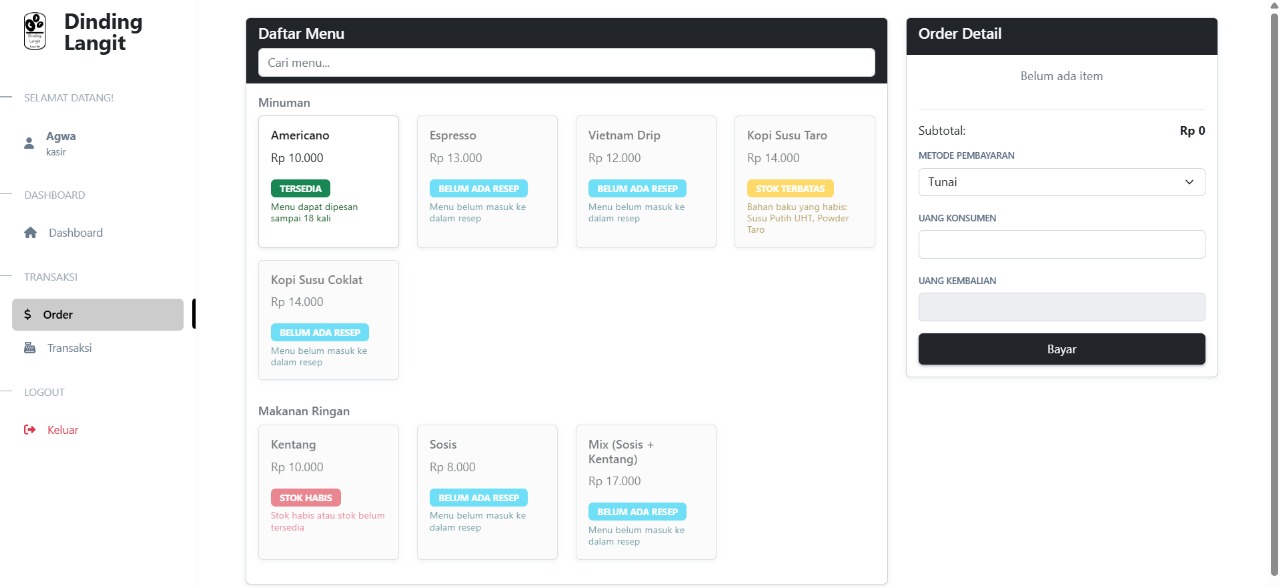 Dinding
Langit
SELAMAT DATANG!
Agwa
kasir
DASHBOARD
Dashboard
TRANSAKSI
$ Order
Transaksi
LOGOUT
Keluar
Daftar Menu
Cari menu...
Minuman
Americano
Rp 10.000
TERSEDIA
Menu dapat dipesan
sampai 18 kali
Espresso
Rp 13.000
BELUM ADA RESEP
Menu belum masuk ke
dalam resep
Vietnam Drip
Rp 12.000
BELUM ADA RESEP
Menu belum masuk ke
dalam resep
Kopi Susu Taro
Rp 14.000
STOK TERBATAS
Bahan baku yang habis:
Susu Putih UHT, Powder
Taro
Kopi Susu Coklat
Rp 14.000
BELUM ADA RESEP
Menu belum masuk ke
dalam resep
Makanan Ringan
Kentang
Rp 10.000
STOK HABIS
Stok habis atau stok belum
tersedia
Sosis
Rp 8.000
BELUM ADA RESEP
Menu belum masuk ke
dalam resep
Mix (Sosis +
Kentang)
Rp 17.000
BELUM ADA RESEP
Menu belum masuk ke
dalam resep
Order Detail
Belum ada item
Subtotal: Rp 0
METODE PEMBAYARAN
Tunai
UANG KONSUMEN
UANG KEMBALIAN
Bayar